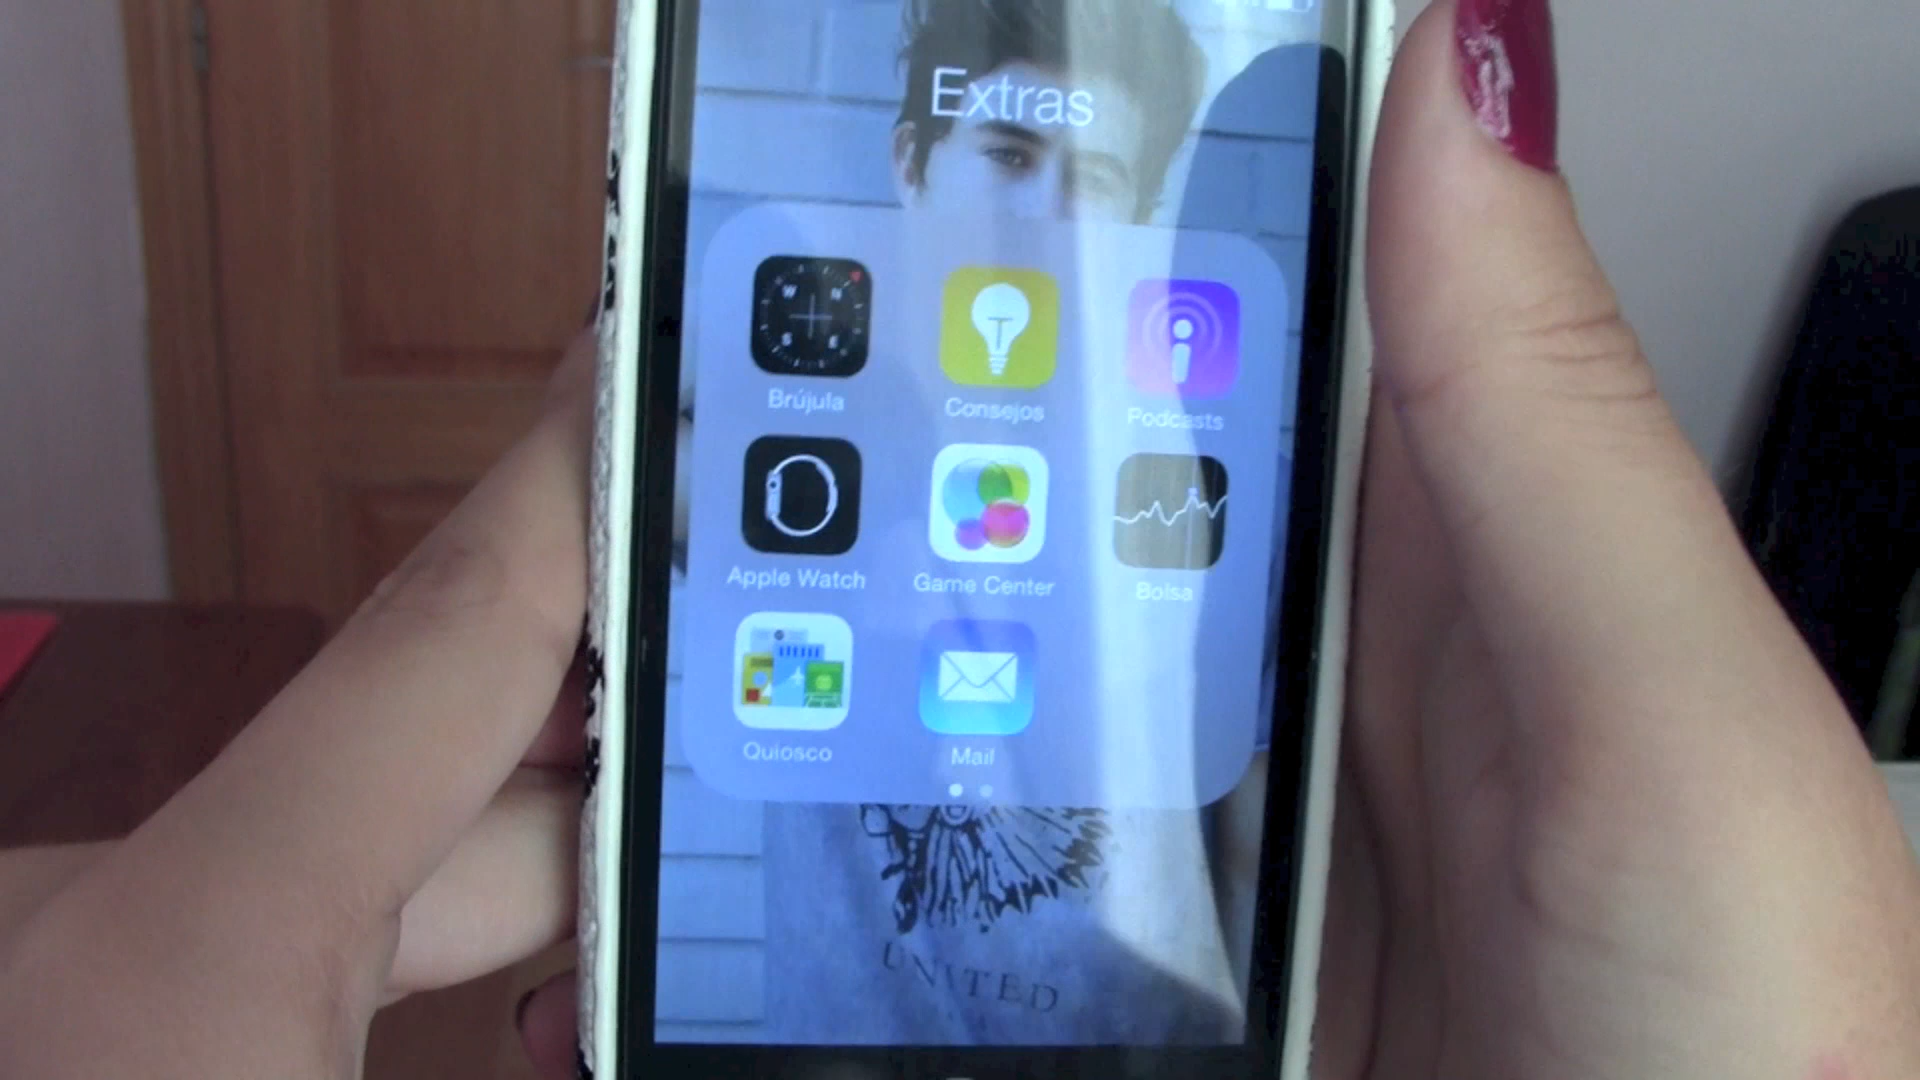 Extras
W N
S E
Brújula
Consejos
Podcasts
Apple Watch
Game Center
Bolsa
Quiosco
Mail
UNITED